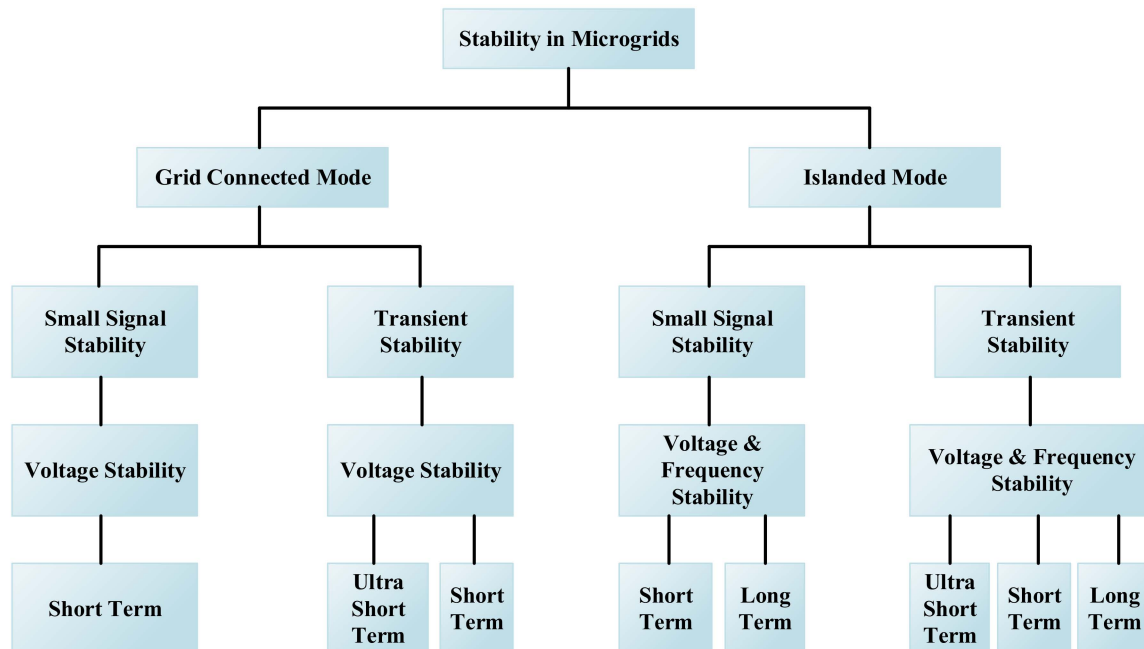 Stability in Microgrids
Grid Connected Mode
Islanded Mode
Small Signal
Stability
Transient
Stability
Small Signal
Stability
Transient
Stability
Voltage Stability
Voltage Stability
Voltage &
Frequency
Stability
Voltage & Frequency
Stability
Short Term
Ultra
Short
Term
Short
Term
Short
Term
Long
Term
Ultra
Short
Term
Short
Term
Long
Term